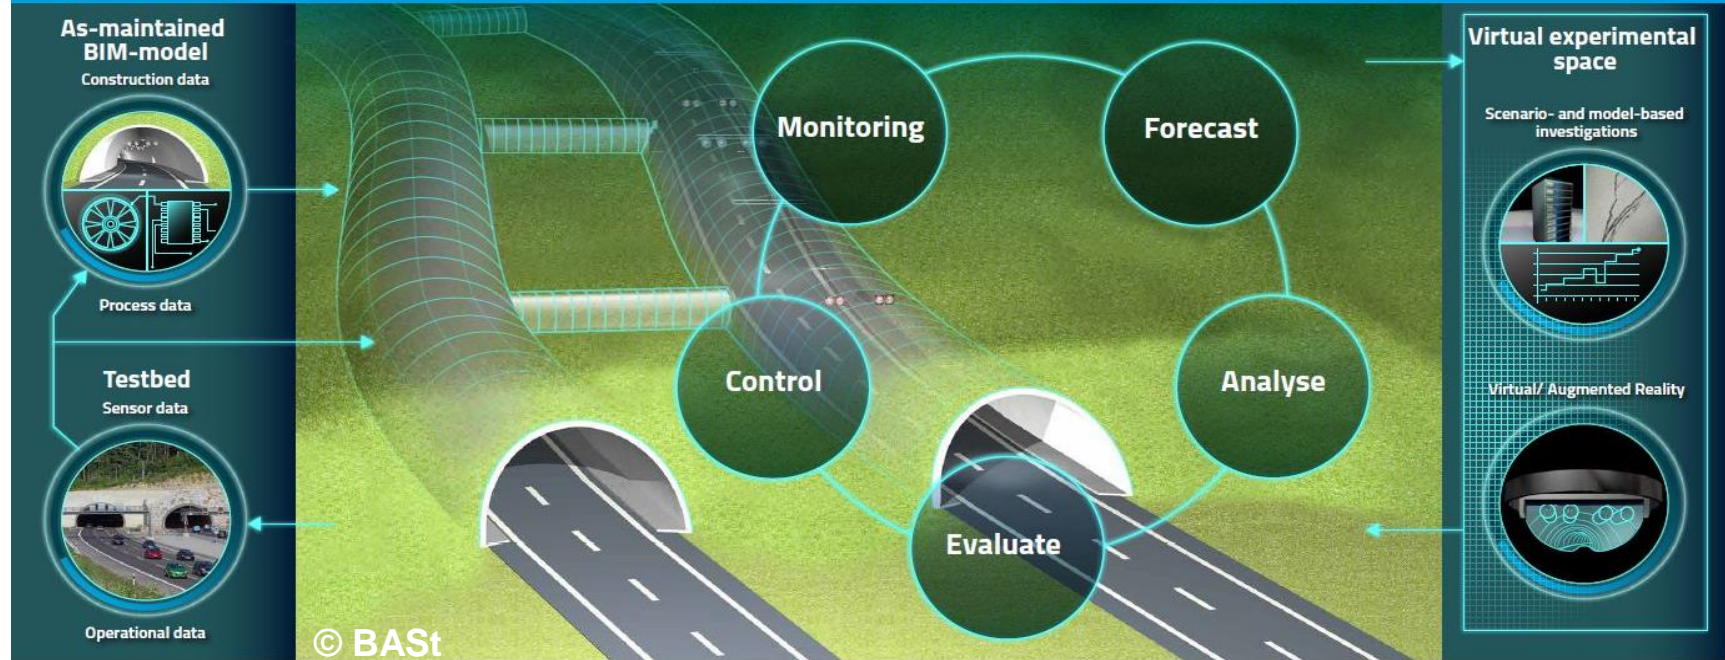 As-maintained
BIM-model
Construction data
Process data
Testbed
Sensor data
Operational data
© BASt
Monitoring
Forecast
Control
Analyse
Evaluate
Virtual experimental
space
Scenario- and model-based
investigations
Virtual/ Augmented Reality